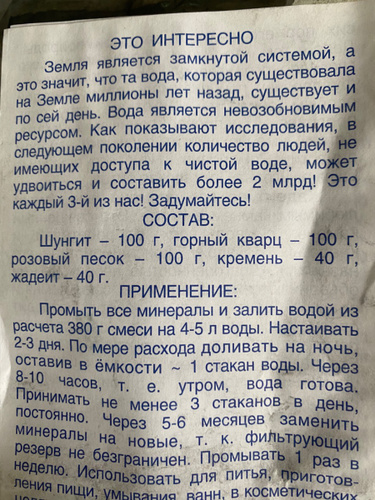 ЭТО ИНТЕРЕСНО
Земля является замкнутой системой, а
это значит, что та вода, которая существовала
на Земле миллионы лет назад, существует и
по сей день. Вода является невозобновимым
ресурсом. Как показывают исследования, в
следующем поколении количество людей, не
имеющих доступа к чистой воде, может
удвоиться и составить более 2 млрд! Это
каждый 3-й из нас! Задумайтесь!
СОСТАВ:
Шунгит – 100 г, горный кварц – 100 г,
розовый песок – 100 г, кремень – 40 г,
жадеит – 40 г.
ПРИМЕНЕНИЕ:
Промыть все минералы и залить водой из
расчета 380 г смеси на 4-5 л воды. Настаивать
2-3 дня. По мере расхода доливать на ночь,
оставив в ёмкости ~ 1 стакан воды. Через
8-10 часов, т. е. утром, вода готова.
Принимать не менее 3 стаканов в день,
постоянно. Через 5-6 месяцев заменить
минералы на новые, т. к. фильтрующий
резерв не безграничен. Промывать 1 раз в
неделю. Использовать для питья, приготов-
ления пищи, умывания, ванн, в косметических